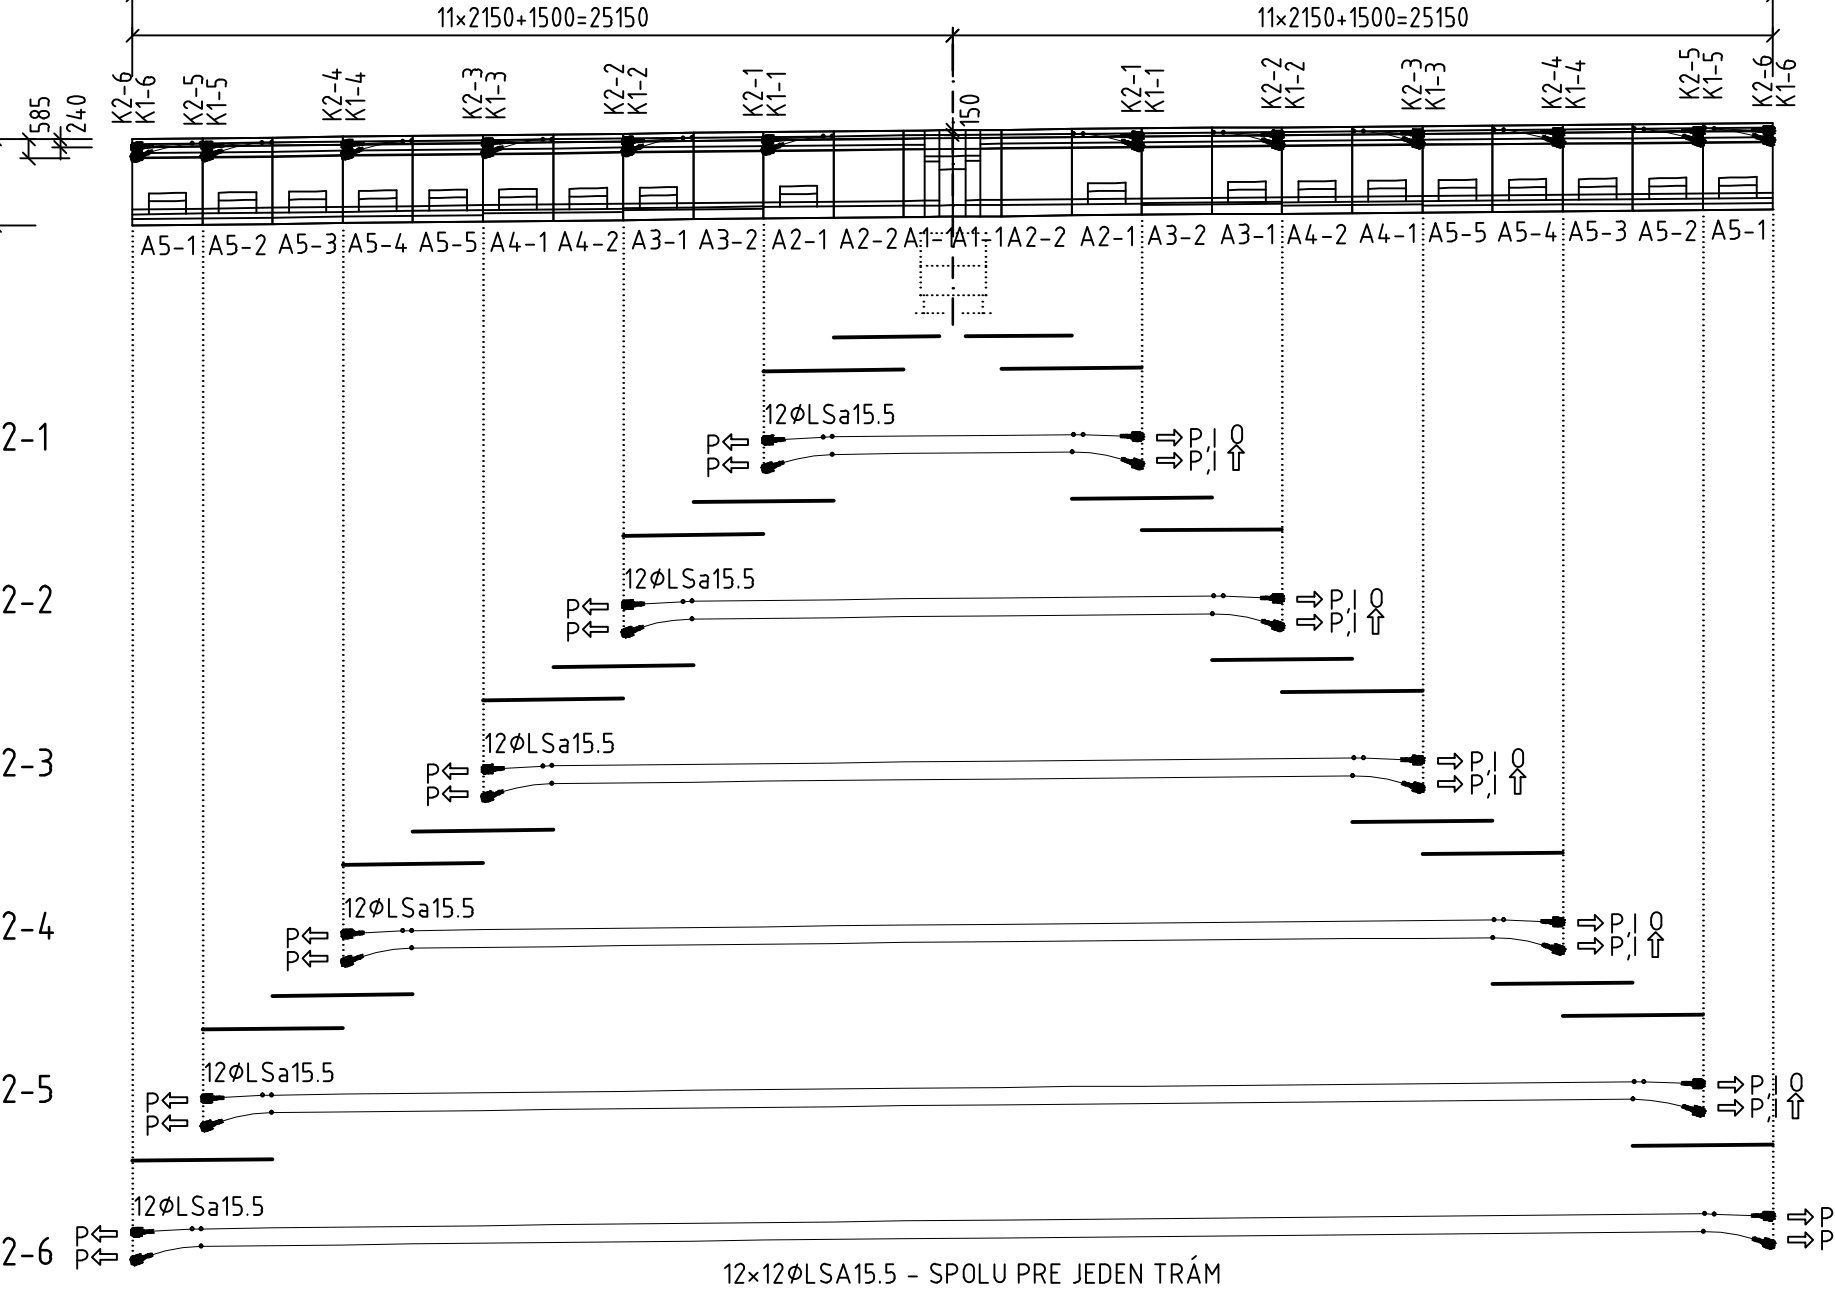 11×2150+1500=25150 11×2150+1500=25150
K2-6 K2-5 K2-4 K2-3 K2-2 K2-1 K2-1 K2-2 K2-3 K2-4 K2-5 K2-6
K1-6 K1-5 K1-4 K1-3 K1-2 K1-1 K1-1 K1-2 K1-3 K1-4 K1-5 K1-6
585
240
150
A5-1 A5-2 A5-3 A5-4 A5-5 A4-1 A4-2 A3-1 A3-2 A2-1 A2-2 A1-1 A1-1 A2-2 A2-1 A3-2 A3-1 A4-2 A4-1 A5-5 A5-4 A5-3 A5-2 A5-1
12ØLSa15.5
2-1 P P,I O
P P,I
12ØLSa15.5
2-2 P P,I O
P P,I
12ØLSa15.5
2-3 P P,I O
P P,I
12ØLSa15.5
2-4 P P,I O
P P,I
12ØLSa15.5
2-5 P P,I O
P P,I
12ØLSa15.5
P P
2-6 P P
12×12ØLSA15.5 - SPOLU PRE JEDEN TRÁM